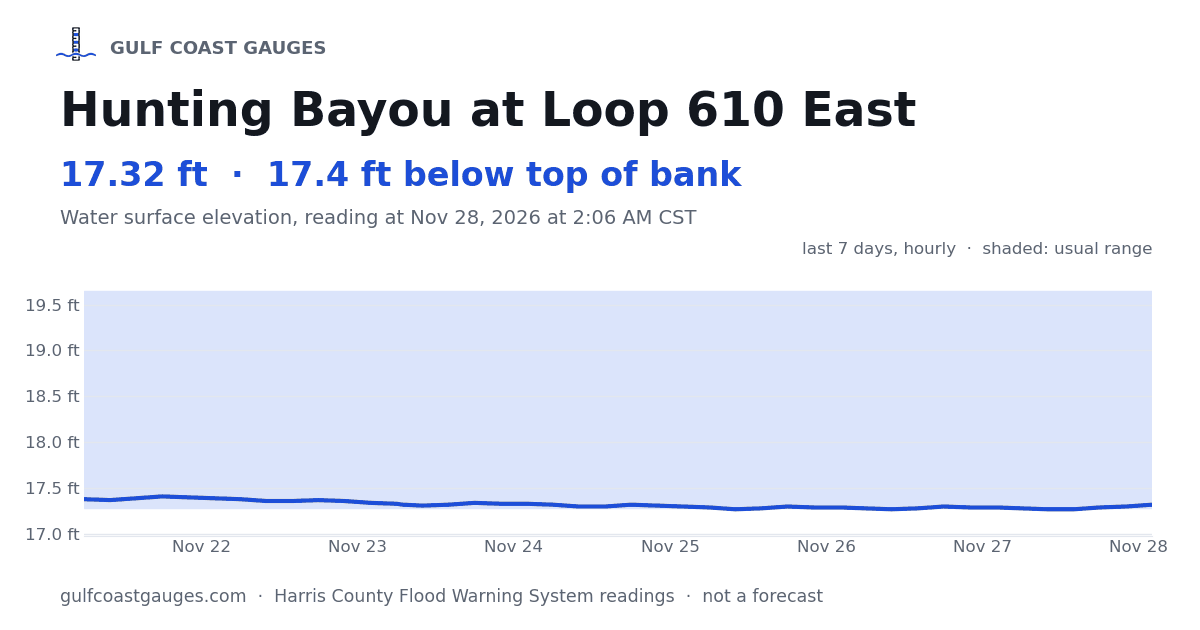 GULF COAST GAUGES
Hunting Bayou at Loop 610 East
17.32 ft · 17.4 ft below top of bank
Water surface elevation, reading at Nov 28, 2026 at 2:06 AM CST
last 7 days, hourly · shaded: usual range
19.5 ft
19.0 ft
18.5 ft
18.0 ft
17.5 ft
17.0 ft
Nov 22 Nov 23 Nov 24 Nov 25 Nov 26 Nov 27 Nov 28
gulfcoastgauges.com · Harris County Flood Warning System readings · not a forecast